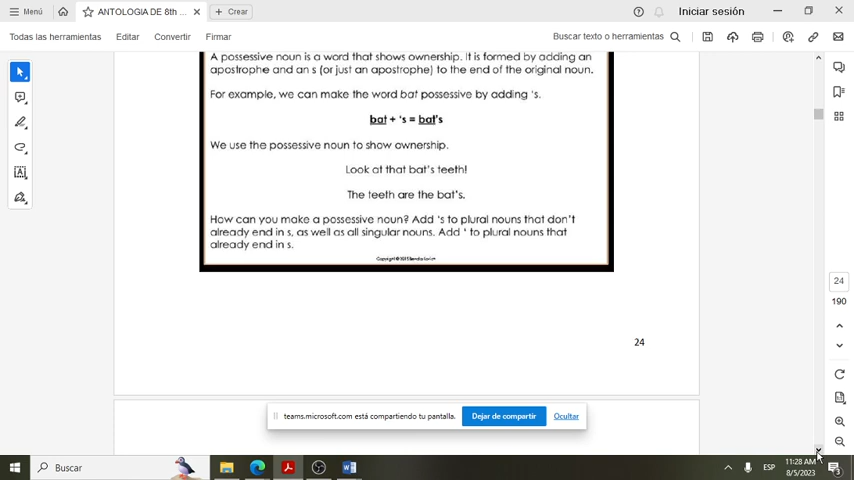 Menú
ANTOLOGIA DE 8th ...
Crear
Iniciar sesión
Todas las herramientas
Editar
Convertir
Firmar
Buscar texto o herramientas
A possessive noun is a word that shows ownership. It is formed by adding an
apostrophe and an s (or just an apostrophe) to the end of the original noun.
For example, we can make the word bat possessive by adding ‘s.
bat + ‘s = bat’s
We use the possessive noun to show ownership.
Look at that bat’s teeth!
The teeth are the bat’s.
How can you make a possessive noun? Add ‘s to plural nouns that don’t
already end in s, as well as all singular nouns. Add ‘ to plural nouns that
already end in s.
24
24
190
teams.microsoft.com está compartiendo tu pantalla.
Dejar de compartir
Ocultar
Buscar
ESP
11:28 AM
8/5/2023
3